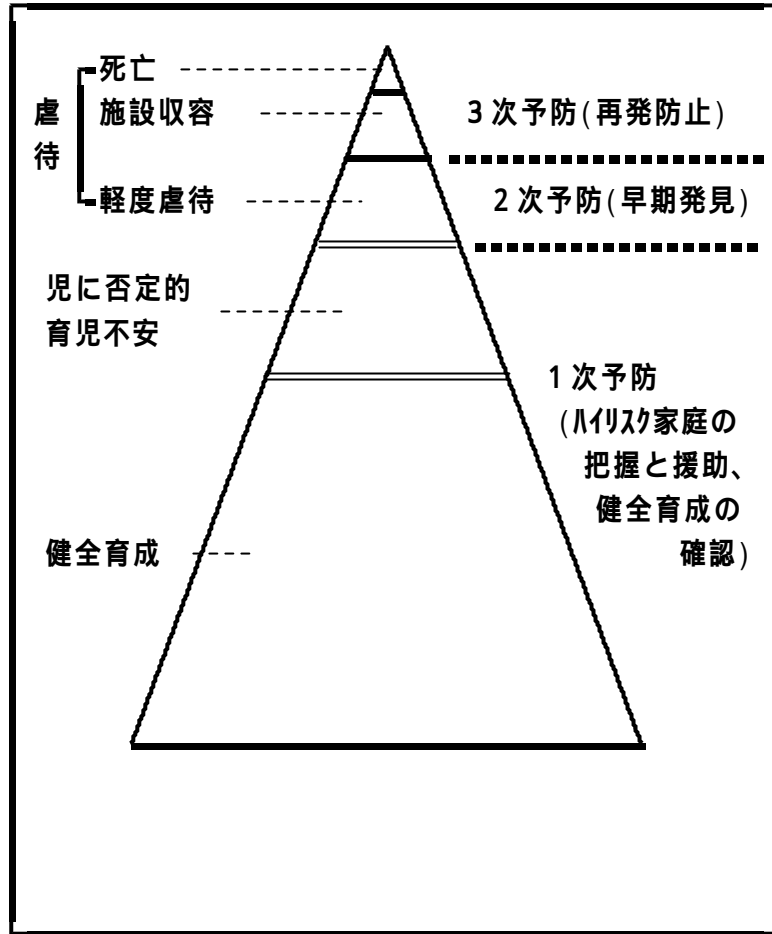 死亡
施設収容
虐待
軽度虐待
3次予防(再発防止)
2次予防(早期発見)
児に否定的
育児不安
1次予防
(ﾊｲﾘｽｸ家庭の
把握と援助、
健全育成の
確認)
健全育成